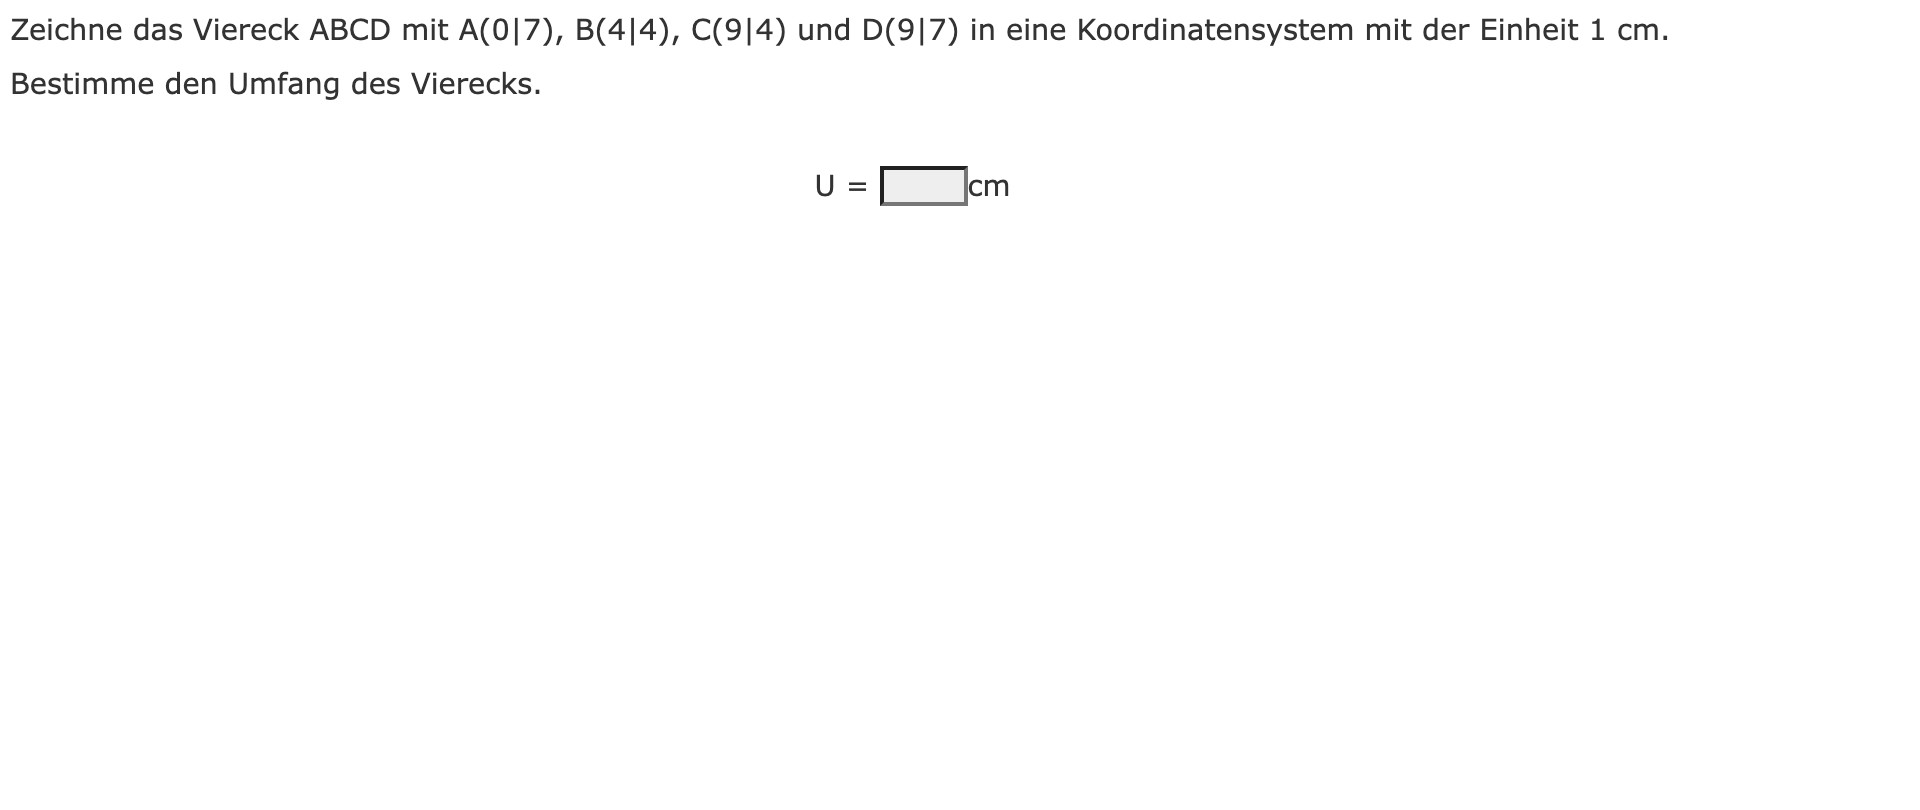 Zeichne das Viereck ABCD mit A(0|7), B(4|4), C(9|4) und D(9|7) in eine Koordinatensystem mit der Einheit 1 cm.
Bestimme den Umfang des Vierecks.
U = cm